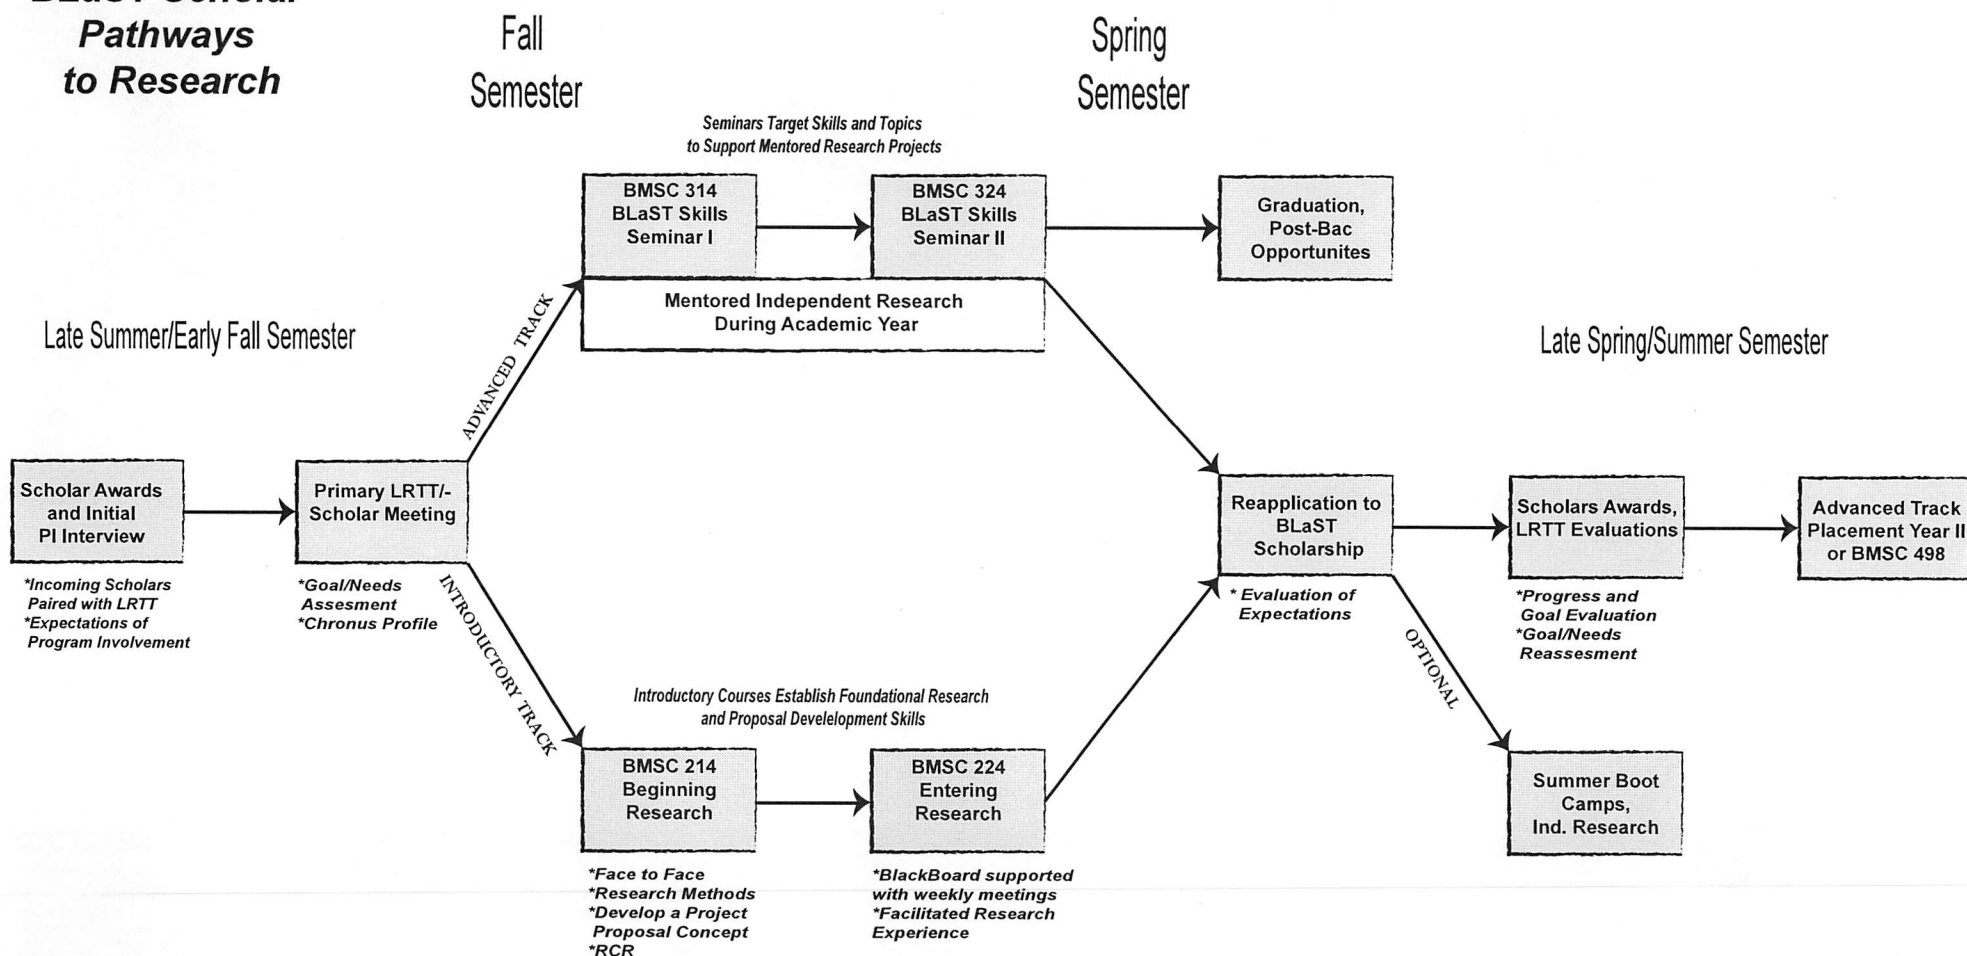 BLaST Scholar
Pathways
to Research
Fall
Semester
Spring
Semester
Seminars Target Skills and Topics
to Support Mentored Research Projects
BMSC 314
BLaST Skills
Seminar I
BMSC 324
BLaST Skills
Seminar II
Graduation,
Post-Bac
Opportunites
Mentored Independent Research
During Academic Year
ADVANCED TRACK
Late Summer/Early Fall Semester
Late Spring/Summer Semester
Scholar Awards
and Initial
PI Interview
*Incoming Scholars
Paired with LRTT
*Expectations of
Program Involvement
Primary LRTT/-
Scholar Meeting
*Goal/Needs
Assesment
*Chronus Profile
Reapplication to
BLaST
Scholarship
* Evaluation of
Expectations
Scholars Awards,
LRTT Evaluations
*Progress and
Goal Evaluation
*Goal/Needs
Reassesment
Advanced Track
Placement Year II
or BMSC 498
INTRODUCTORY TRACK
OPTIONAL
Introductory Courses Establish Foundational Research
and Proposal Develelopment Skills
BMSC 214
Beginning
Research
*Face to Face
*Research Methods
*Develop a Project
Proposal Concept
*RCR
BMSC 224
Entering
Research
*BlackBoard supported
with weekly meetings
*Facilitated Research
Experience
Summer Boot
Camps,
Ind. Research